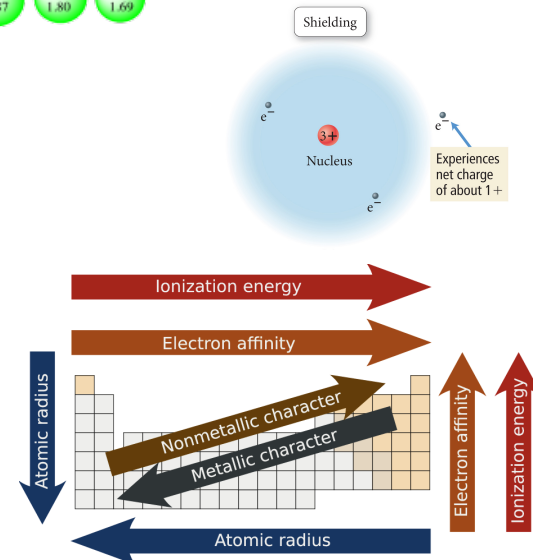 1.80 1.69
Shielding
e−
e−
3+
Nucleus
Experiences
net charge
of about 1+
e−
Ionization energy
Electron affinity
Atomic radius
Nonmetallic character
Metallic character
Electron affinity
Ionization energy
Atomic radius